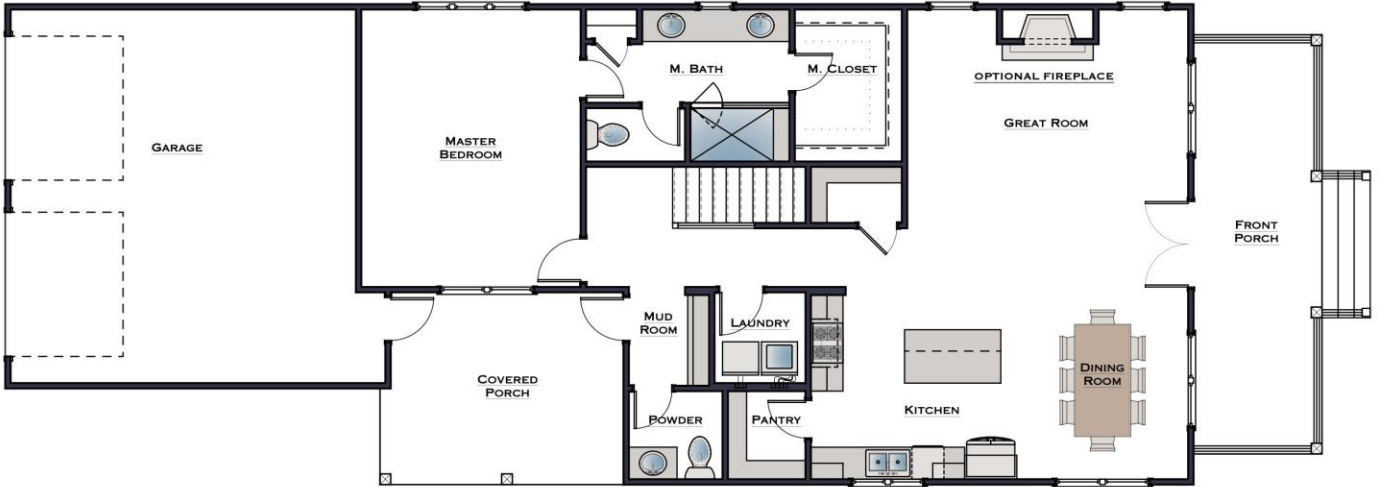 M. BATH
M. CLOSET
OPTIONAL FIREPLACE
GREAT ROOM
GARAGE
MASTER
BEDROOM
FRONT
PORCH
MUD
ROOM
LAUNDRY
COVERED
PORCH
DINING
ROOM
KITCHEN
POWDER
PANTRY